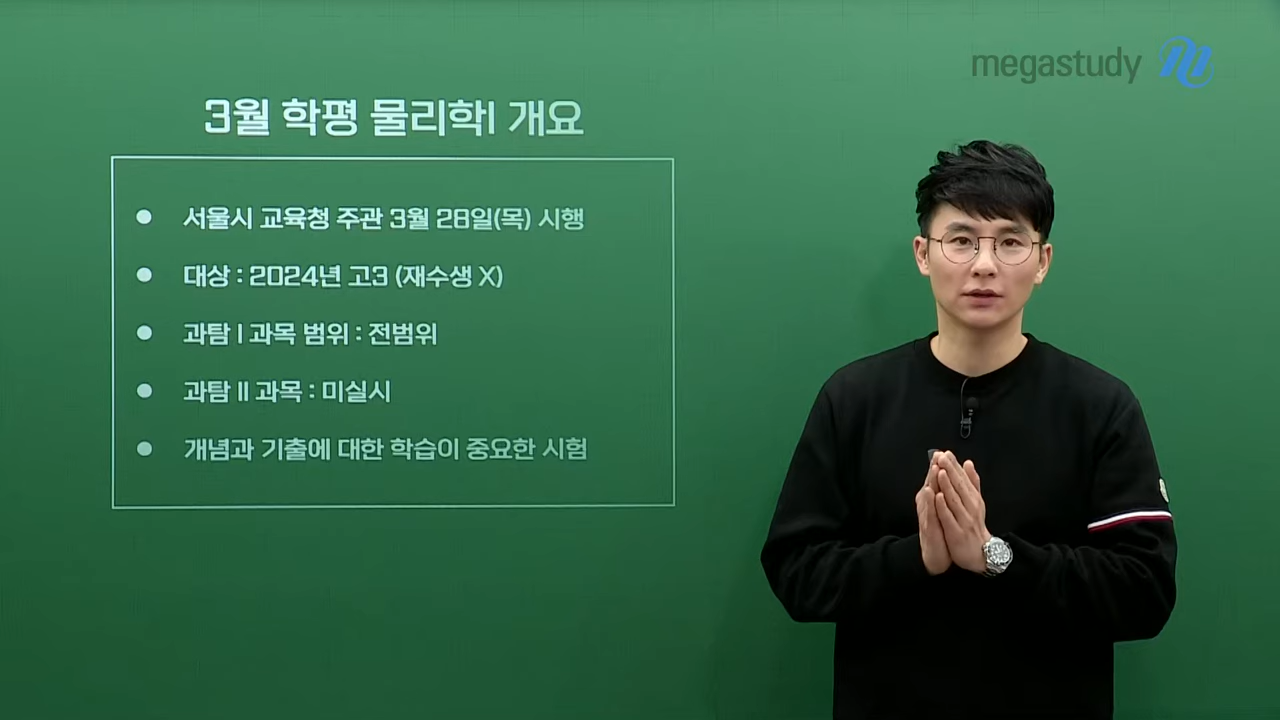 megastudy
3월 학평 물리학I 개요
● 서울시 교육청 주관 3월 28일(목) 시행
● 대상 : 2024년 고3 (재수생 X)
● 과탐 I 과목 범위 : 전범위
● 과탐 II 과목 : 미실시
● 개념과 기출에 대한 학습이 중요한 시험